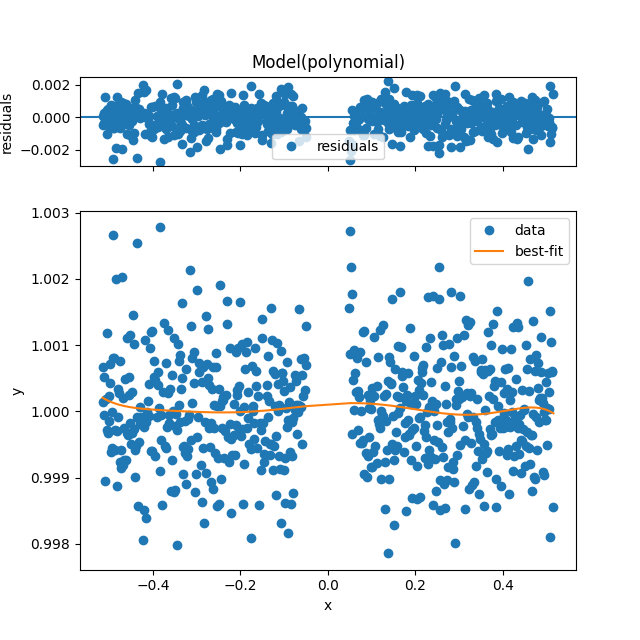 Model(polynomial)
residuals
0.002
0.000
−0.002
residuals
y
1.003
1.002
1.001
1.000
0.999
0.998
data
best-fit
−0.4
−0.2
0.0
0.2
0.4
x